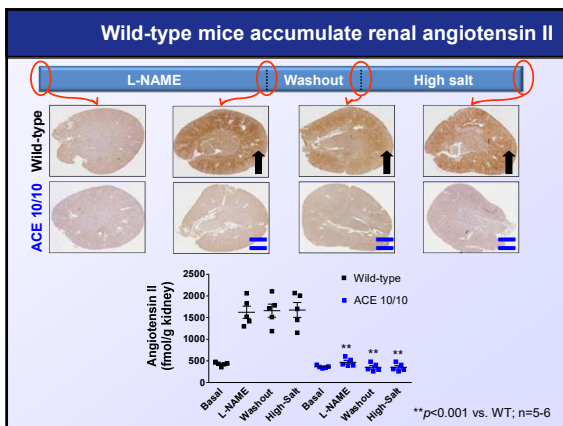 Wild-type mice accumulate renal angiotensin II
L-NAME
Washout
High salt
Wild-type
ACE 10/10
Angiotensin II
(fmol/g kidney)
2500
2000
1500
1000
500
0
Wild-type
ACE 10/10
**
**
**
Basal
L-NAME
Washout
High-Salt
Basal
L-NAME
Washout
High-Salt
**p<0.001 vs. WT; n=5-6